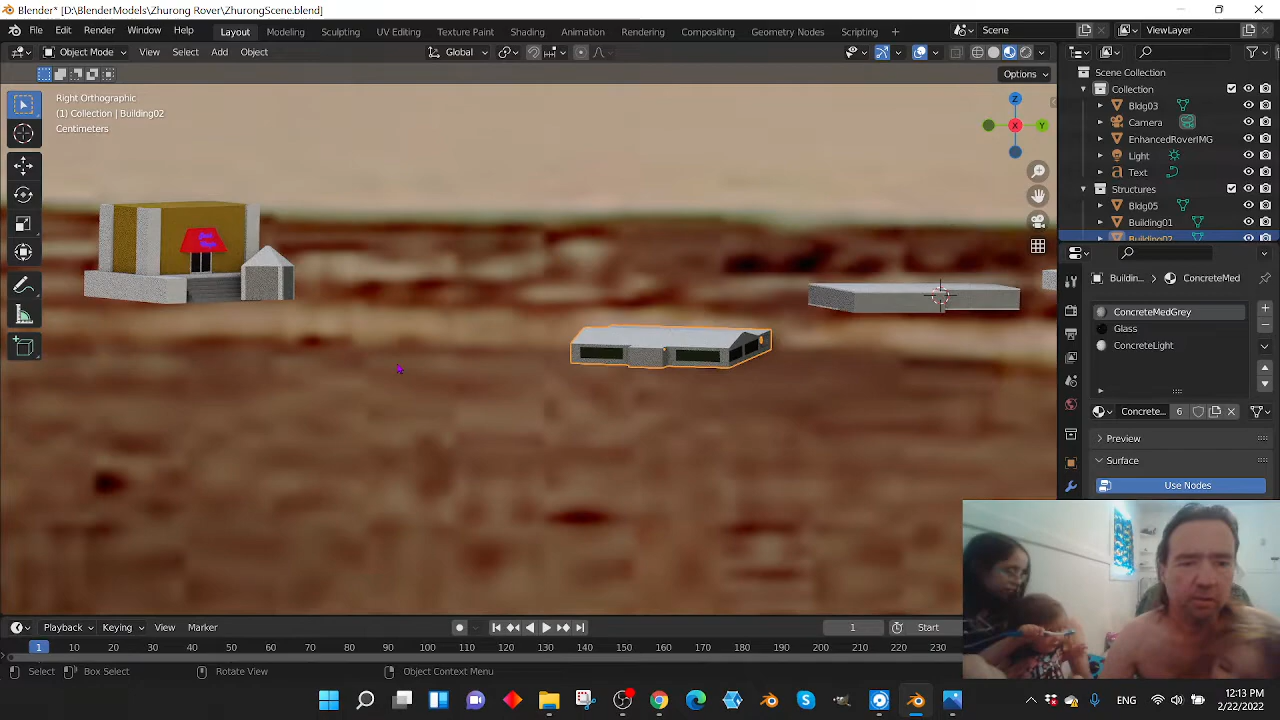 Blender* [D:\BlenderModels\Zhurong Rover\ZhurongScene.blend]
File Edit Render Window Help Layout Modeling Sculpting UV Editing Texture Paint Shading Animation Rendering Compositing Geometry Nodes Scripting Scene ViewLayer
Object Mode View Select Add Object Global
Options
Right Orthographic
(1) Collection | Building02
Centimeters
Z
X
Y
Scene Collection
Collection
Bldg03
Camera
EnhancedRoverIMG
Light
Text
Structures
Bldg05
Building01
Building02
Buildin... ConcreteMed
ConcreteMedGrey
Glass
ConcreteLight
Concrete... 6
Preview
Surface
Use Nodes
Playback Keying View Marker 1 Start
1 10 20 30 40 50 60 70 80 90 100 110 120 130 140 150 160 170 180 190 200 210 220 230
Select Box Select Rotate View Object Context Menu
ENG
12:13 PM
2/22/2022